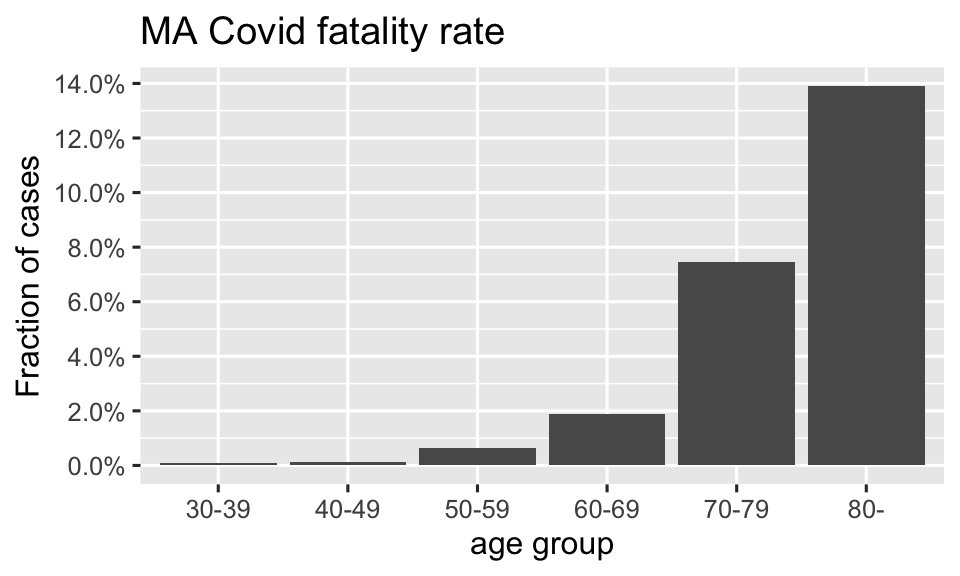 MA Covid fatality rate
Fraction of cases
14.0%
12.0%
10.0%
8.0%
6.0%
4.0%
2.0%
0.0%
30-39 40-49 50-59 60-69 70-79 80-
age group